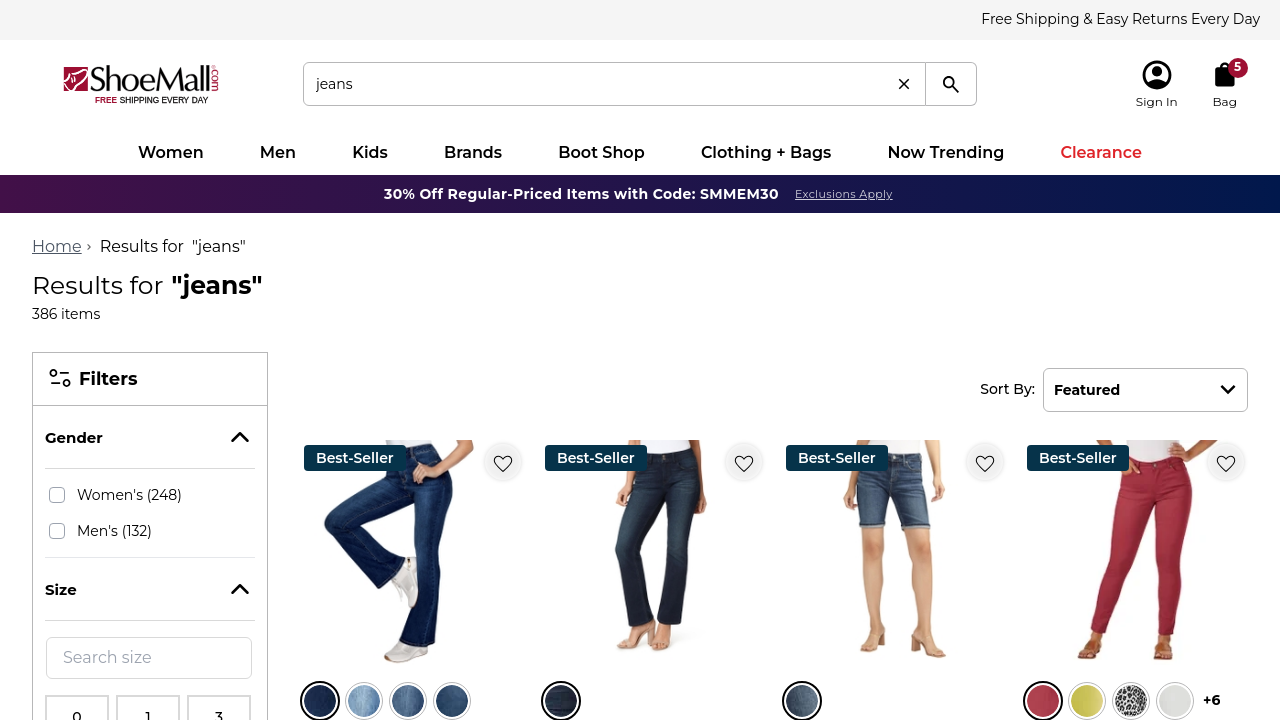 Free Shipping & Easy Returns Every Day
ShoeMall.com
FREE SHIPPING EVERY DAY
jeans
Sign In
5
Bag
Women
Men
Kids
Brands
Boot Shop
Clothing + Bags
Now Trending
Clearance
30% Off Regular-Priced Items with Code: SMMEM30
Exclusions Apply
Home › Results for "jeans"
Results for "jeans"
386 items
Filters
Sort By:
Featured
Gender
Women's (248)
Men's (132)
Size
Search size
0
1
3
Best-Seller
Best-Seller
Best-Seller
Best-Seller
+6